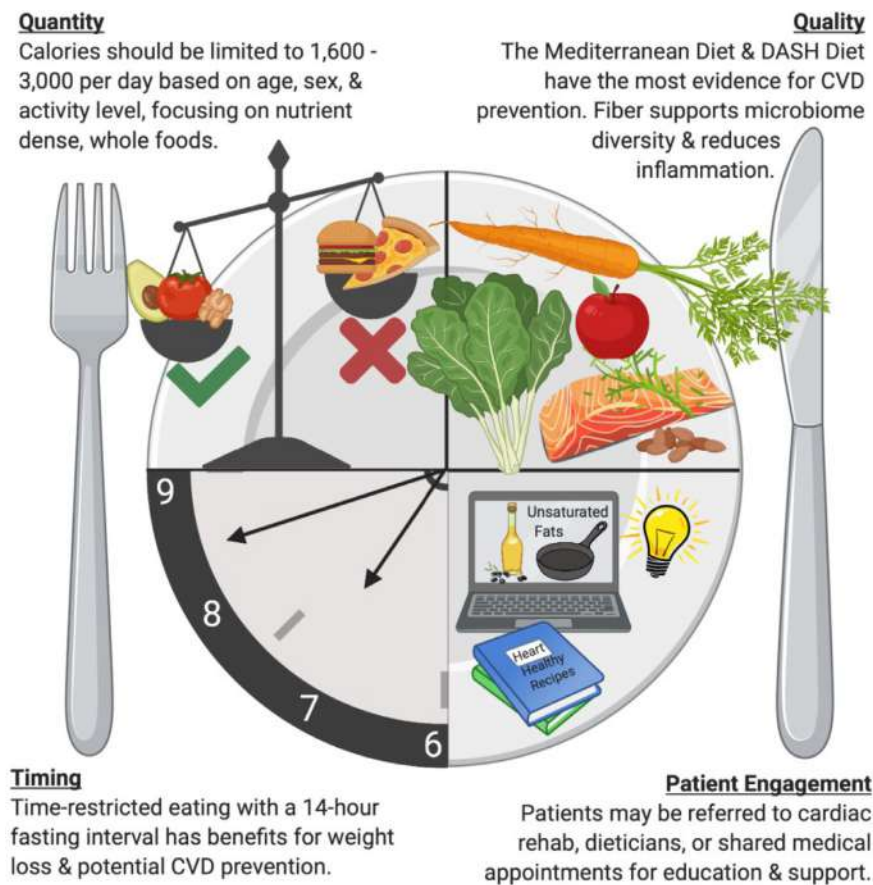 Quantity
Calories should be limited to 1,600 -
3,000 per day based on age, sex, &
activity level, focusing on nutrient
dense, whole foods.
Quality
The Mediterranean Diet & DASH Diet
have the most evidence for CVD
prevention. Fiber supports microbiome
diversity & reduces
inflammation.
9
8
7
6
Unsaturated
Fats
Heart
Healthy
Recipes
Timing
Time-restricted eating with a 14-hour
fasting interval has benefits for weight
loss & potential CVD prevention.
Patient Engagement
Patients may be referred to cardiac
rehab, dieticians, or shared medical
appointments for education & support.